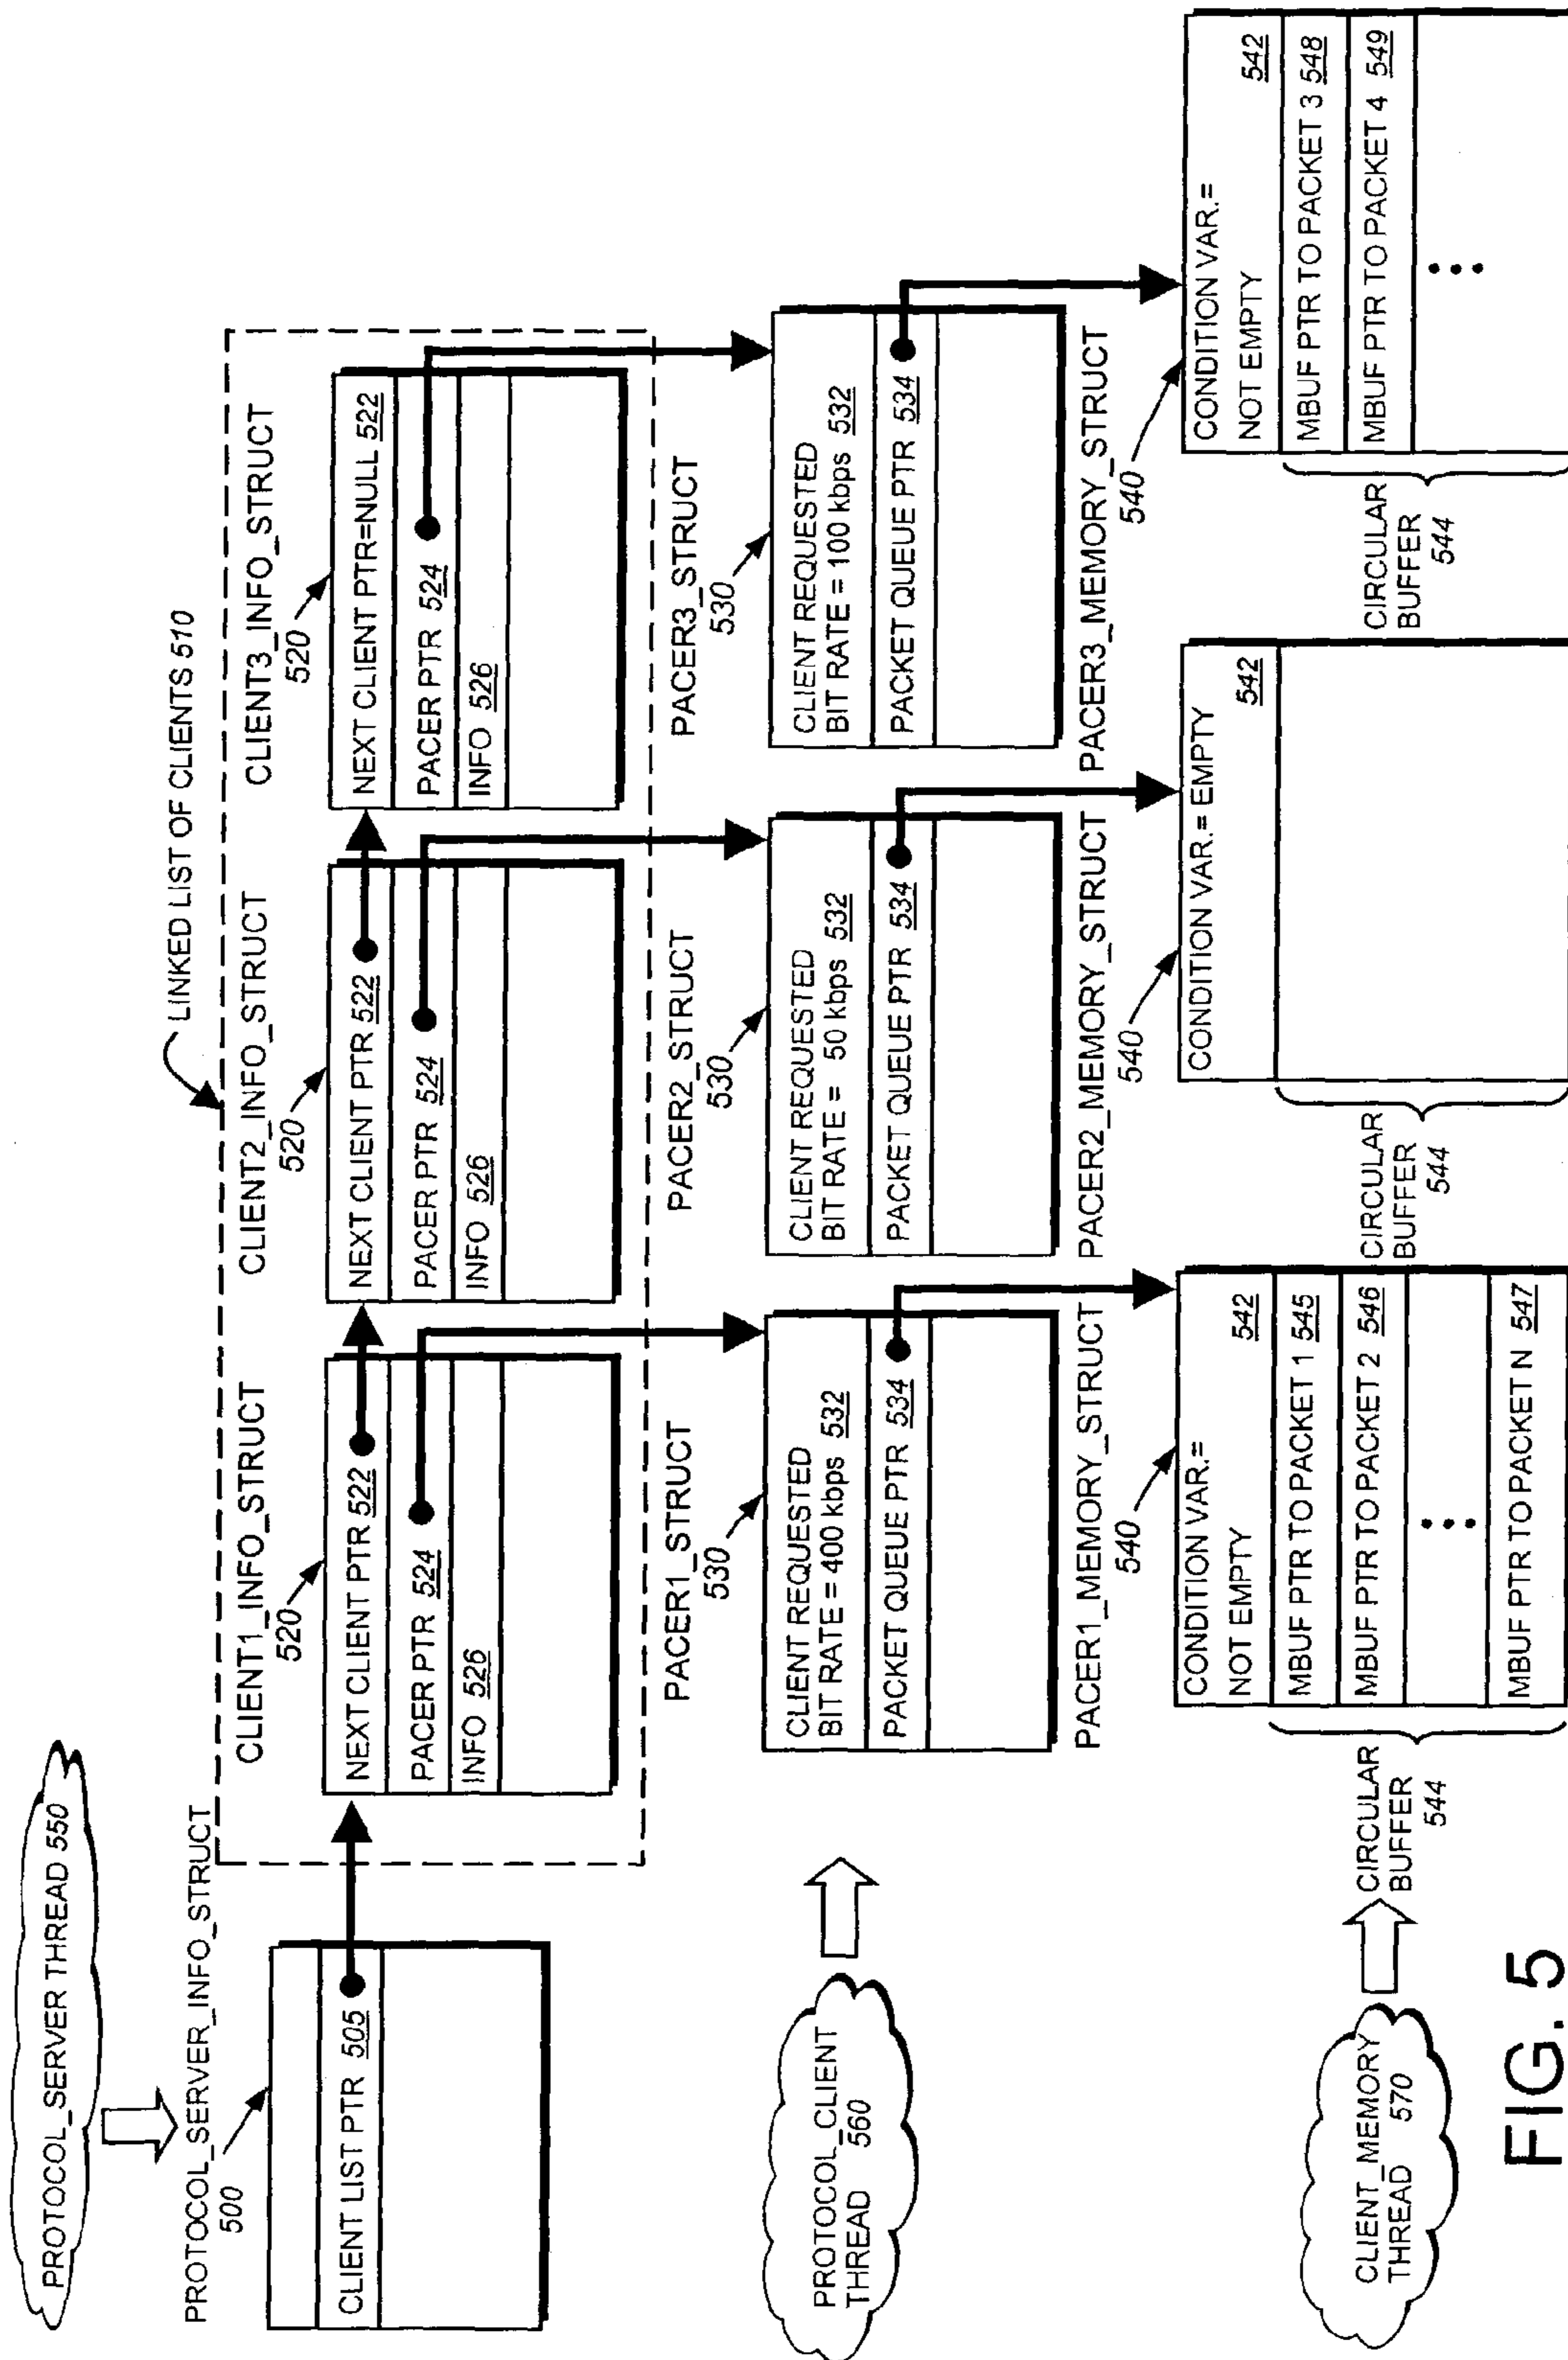 PROTOCOL_SERVER THREAD 550
PROTOCOL_SERVER_INFO_STRUCT
500
CLIENT LIST PTR 505
LINKED LIST OF CLIENTS 510
CLIENT1_INFO_STRUCT
520
NEXT CLIENT PTR 522
PACER PTR 524
INFO 526
CLIENT2_INFO_STRUCT
520
NEXT CLIENT PTR 522
PACER PTR 524
INFO 526
CLIENT3_INFO_STRUCT
520
NEXT CLIENT PTR=NULL 522
PACER PTR 524
INFO 526
PROTOCOL_CLIENT
THREAD 560
PACER1_STRUCT
530
CLIENT REQUESTED
BIT RATE = 400 kbps 532
PACKET QUEUE PTR 534
PACER2_STRUCT
530
CLIENT REQUESTED
BIT RATE = 50 kbps 532
PACKET QUEUE PTR 534
PACER3_STRUCT
530
CLIENT REQUESTED
BIT RATE = 100 kbps 532
PACKET QUEUE PTR 534
CLIENT_MEMORY
THREAD 570
PACER1_MEMORY_STRUCT
540
CONDITION VAR.=
NOT EMPTY 542
MBUF PTR TO PACKET 1 545
MBUF PTR TO PACKET 2 546
MBUF PTR TO PACKET N 547
CIRCULAR
BUFFER
544
PACER2_MEMORY_STRUCT
540
CONDITION VAR.= EMPTY
542
CIRCULAR
BUFFER
544
PACER3_MEMORY_STRUCT
540
CONDITION VAR.=
NOT EMPTY 542
MBUF PTR TO PACKET 3 548
MBUF PTR TO PACKET 4 549
CIRCULAR
BUFFER
544
FIG. 5